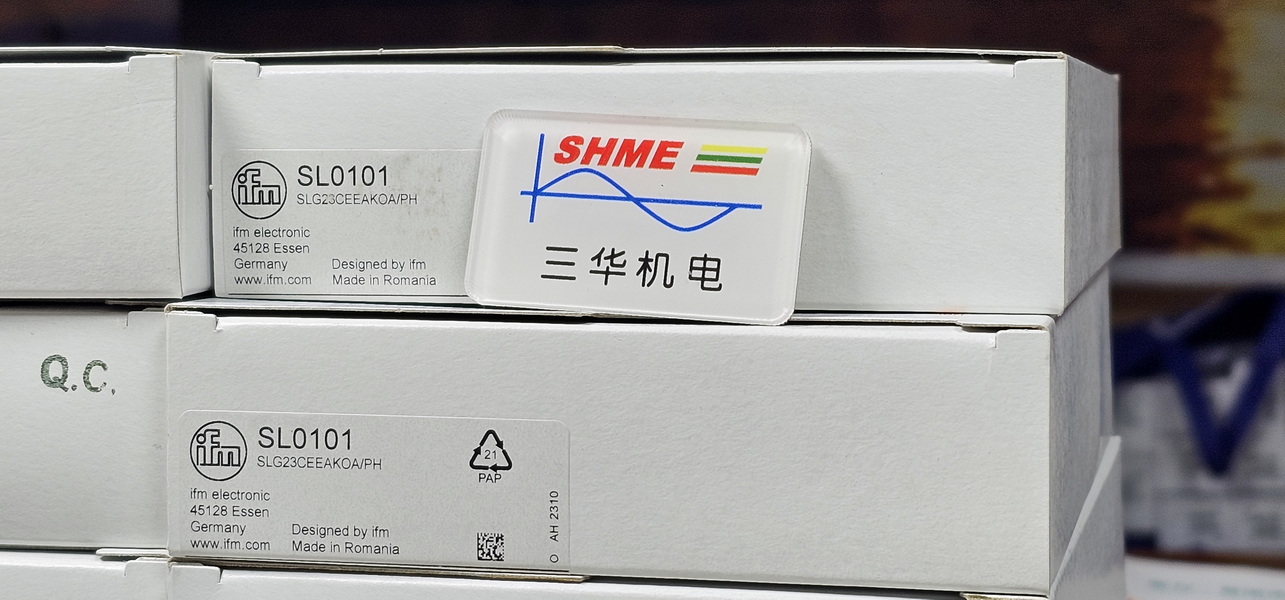 ifm
SL0101
SLG23CEEAKOA/PH
ifm electronic
45128 Essen
Germany
www.ifm.com
Designed by ifm
Made in Romania
SHME
三华机电
Q.C.
ifm
SL0101
SLG23CEEAKOA/PH
21
PAP
ifm electronic
45128 Essen
Germany
www.ifm.com
Designed by ifm
Made in Romania
O AH 2310